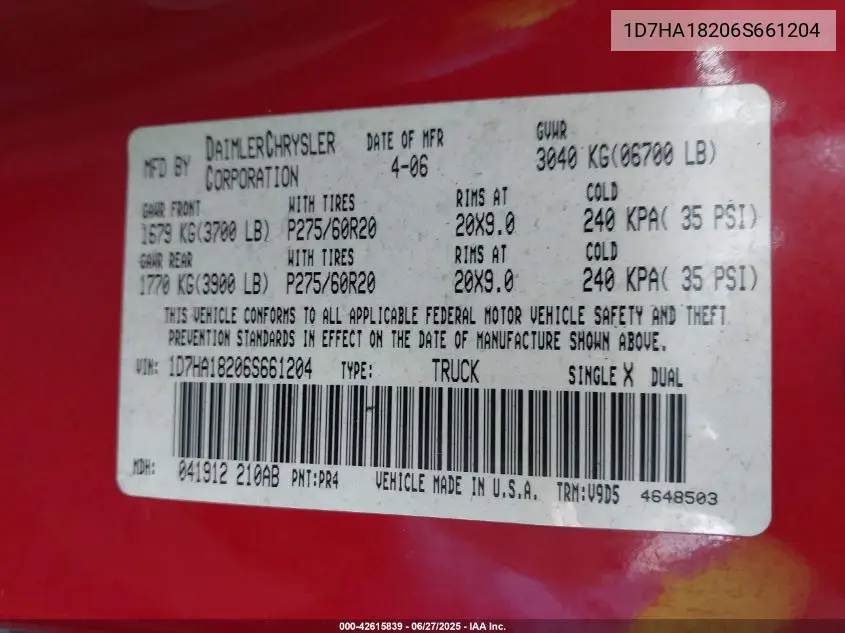 1D7HA18206S661204
MFD BY DAIMLERCHRYSLER CORPORATION
DATE OF MFR
4-06
GVWR
3040 KG(06700 LB)
GAWR FRONT WITH TIRES RIMS AT COLD
1679 KG(3700 LB) P275/60R20 20X9.0 240 KPA( 35 PSI)
GAWR REAR WITH TIRES RIMS AT COLD
1770 KG(3900 LB) P275/60R20 20X9.0 240 KPA( 35 PSI)
THIS VEHICLE CONFORMS TO ALL APPLICABLE FEDERAL MOTOR VEHICLE SAFETY AND THEFT
PREVENTION STANDARDS IN EFFECT ON THE DATE OF MANUFACTURE SHOWN ABOVE.
VIN: 1D7HA18206S661204 TYPE: TRUCK SINGLE X DUAL
MDH: 041912 210AB PNT:PR4 VEHICLE MADE IN U.S.A. TRM:V9D5 4648503
000-42615839 - 06/27/2025 - IAA Inc.